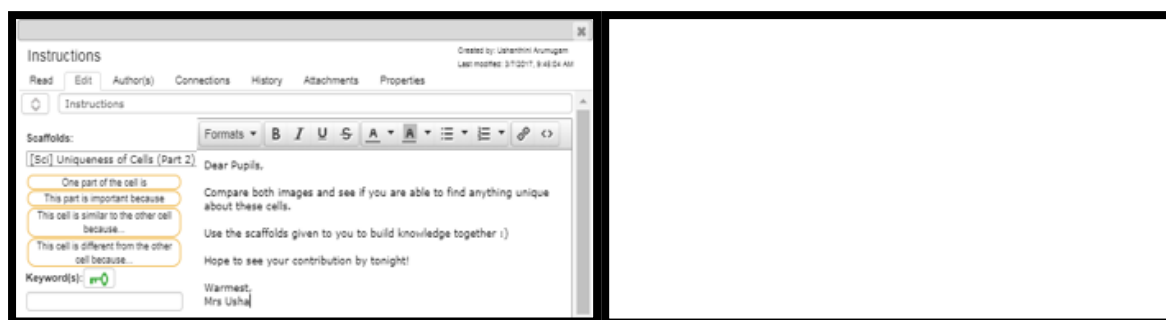 Instructions
Created by: Ushanthini Arumugam
Last modified: 3/7/2017, 9:48:04 AM
Read Edit Author(s) Connections History Attachments Properties
Instructions
Scaffolds:
[Sci] Uniqueness of Cells (Part 2)
One part of the cell is
This part is important because
This cell is similar to the other cell
because...
This cell is different from the other
cell because...
Keyword(s):
Formats B I U S A A
Dear Pupils,
Compare both images and see if you are able to find anything unique
about these cells.
Use the scaffolds given to you to build knowledge together :)
Hope to see your contribution by tonight!
Warmest,
Mrs Usha